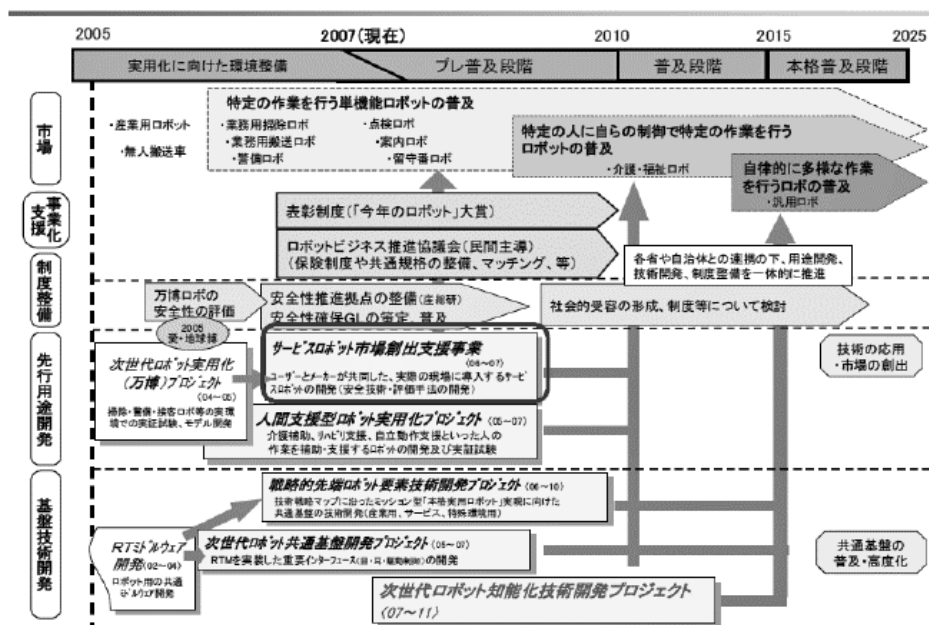 2005
2007(現在)
2010
2015
2025
実用化に向けた環境整備
プレ普及段階
普及段階
本格普及段階
市場
・産業用ロボット
・無人搬送車
特定の作業を行う単機能ロボットの普及
・業務用掃除ロボ
・点検ロボ
・業務用搬送ロボ
・案内ロボ
・警備ロボ
・留守番ロボ
特定の人に自らの制御で特定の作業を行う
ロボットの普及
・介護・福祉ロボ
自律的に多様な作業
を行うロボの普及
・汎用ロボ
事業化
支援
表彰制度(「今年のロボット」大賞)
ロボットビジネス推進協議会(民間主導)
(保険制度や共通規格の整備、マッチング、等)
各省や自治体との連携の下、用途開発、
技術開発、制度整備を一体的に推進
制度整備
万博ロボの
安全性の評価
安全性推進拠点の整備(産総研)
安全性確保GLの策定、普及
社会的受容の形成、制度等について検討
2005
愛・地球博
先行用途開発
次世代ロボット実用化
(万博)プロジェクト
(04~05)
掃除・警備・接客ロボ等の実環
境での実証試験、モデル開発
サービスロボット市場創出支援事業
(06~07)
ユーザーとメーカーが共同した、実際の現場に導入するサービ
スロボットの開発(安全技術・評価手法の開発)
技術の応用
・市場の創出
人間支援型ロボット実用化プロジェクト(05~07)
介護補助、リハビリ支援、自立動作支援といった人の
作業を補助・支援するロボットの開発及び実証試験
基盤技術開発
戦略的先端ロボット要素技術開発プロジェクト(06~10)
技術戦略マップに沿ったミッション型「本格実用ロボット」実現に向けた
共通基盤の技術開発(産業用、サービス、特殊環境用)
RTミドルウェア
開発(02~04)
ロボット用の共通
ミドルウェア開発
次世代ロボット共通基盤開発プロジェクト(05~07)
RTMを実装した重要インターフェース(目・耳・駆動制御)の開発
共通基盤の
普及・高度化
次世代ロボット知能化技術開発プロジェクト
(07~11)